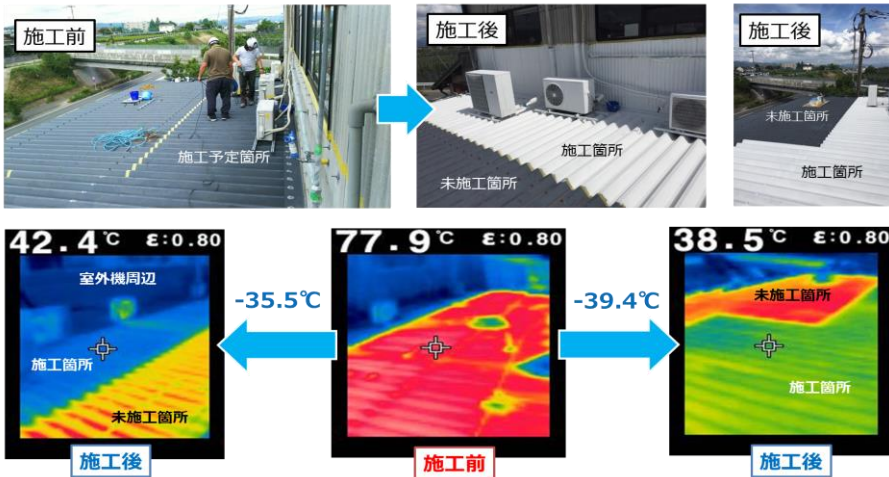 施工前
施工予定箇所
施工後
施工箇所
未施工箇所
施工後
未施工箇所
施工箇所
42.4℃ ε:0.80
室外機周辺
施工箇所
未施工箇所
施工後
-35.5℃
77.9℃ ε:0.80
施工前
-39.4℃
38.5℃ ε:0.80
未施工箇所
施工箇所
施工後